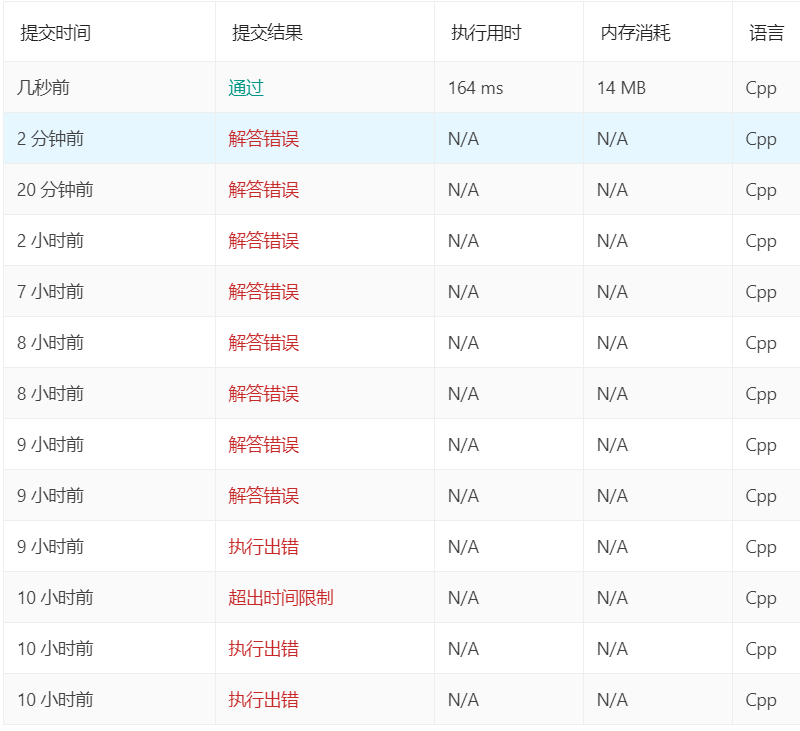 提交时间 提交结果 执行用时 内存消耗 语言
几秒前 通过 164 ms 14 MB Cpp
2 分钟前 解答错误 N/A N/A Cpp
20 分钟前 解答错误 N/A N/A Cpp
2 小时前 解答错误 N/A N/A Cpp
7 小时前 解答错误 N/A N/A Cpp
8 小时前 解答错误 N/A N/A Cpp
8 小时前 解答错误 N/A N/A Cpp
9 小时前 解答错误 N/A N/A Cpp
9 小时前 解答错误 N/A N/A Cpp
9 小时前 执行出错 N/A N/A Cpp
10 小时前 超出时间限制 N/A N/A Cpp
10 小时前 执行出错 N/A N/A Cpp
10 小时前 执行出错 N/A N/A Cpp